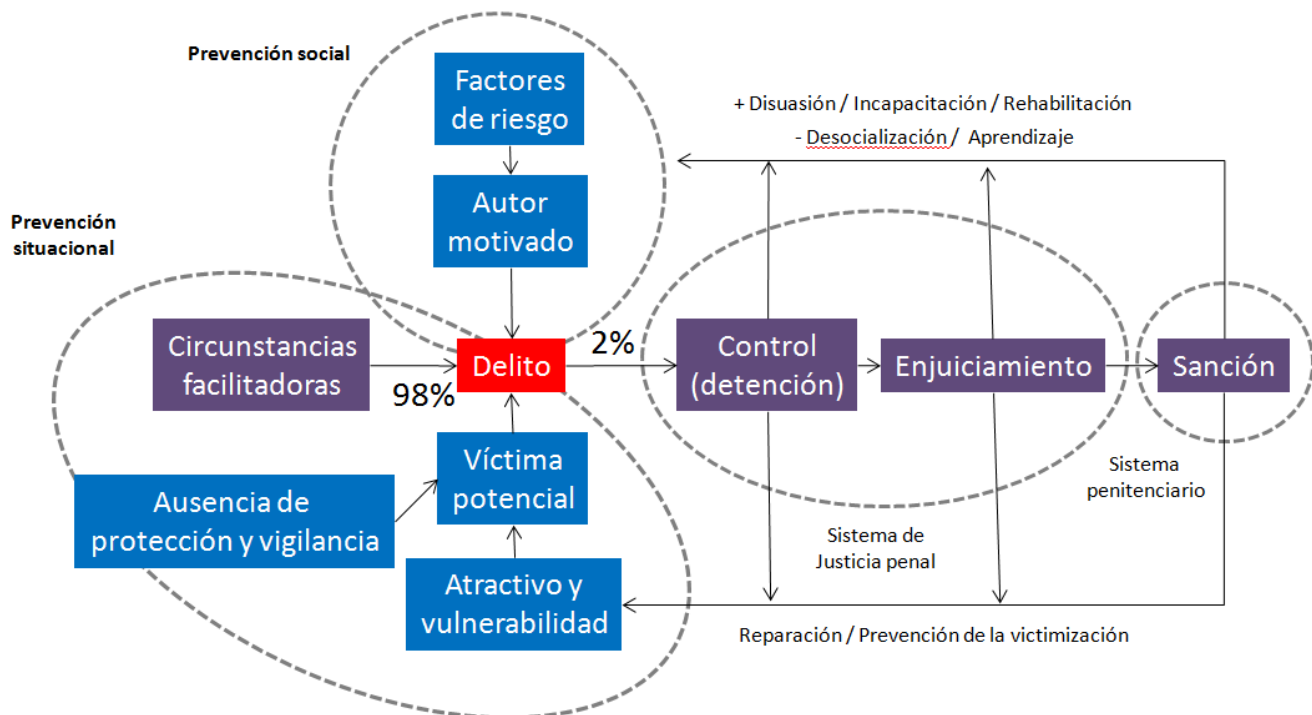 Prevención social
Factores
de riesgo
+ Disuasión / Incapacitación / Rehabilitación
- Desocialización / Aprendizaje
Autor
motivado
Prevención
situacional
Circunstancias
facilitadoras
98%
Delito
2%
Control
(detención)
Enjuiciamiento
Sanción
Víctima
potencial
Ausencia de
protección y vigilancia
Sistema
penitenciario
Sistema de
Justicia penal
Atractivo y
vulnerabilidad
Reparación / Prevención de la victimización